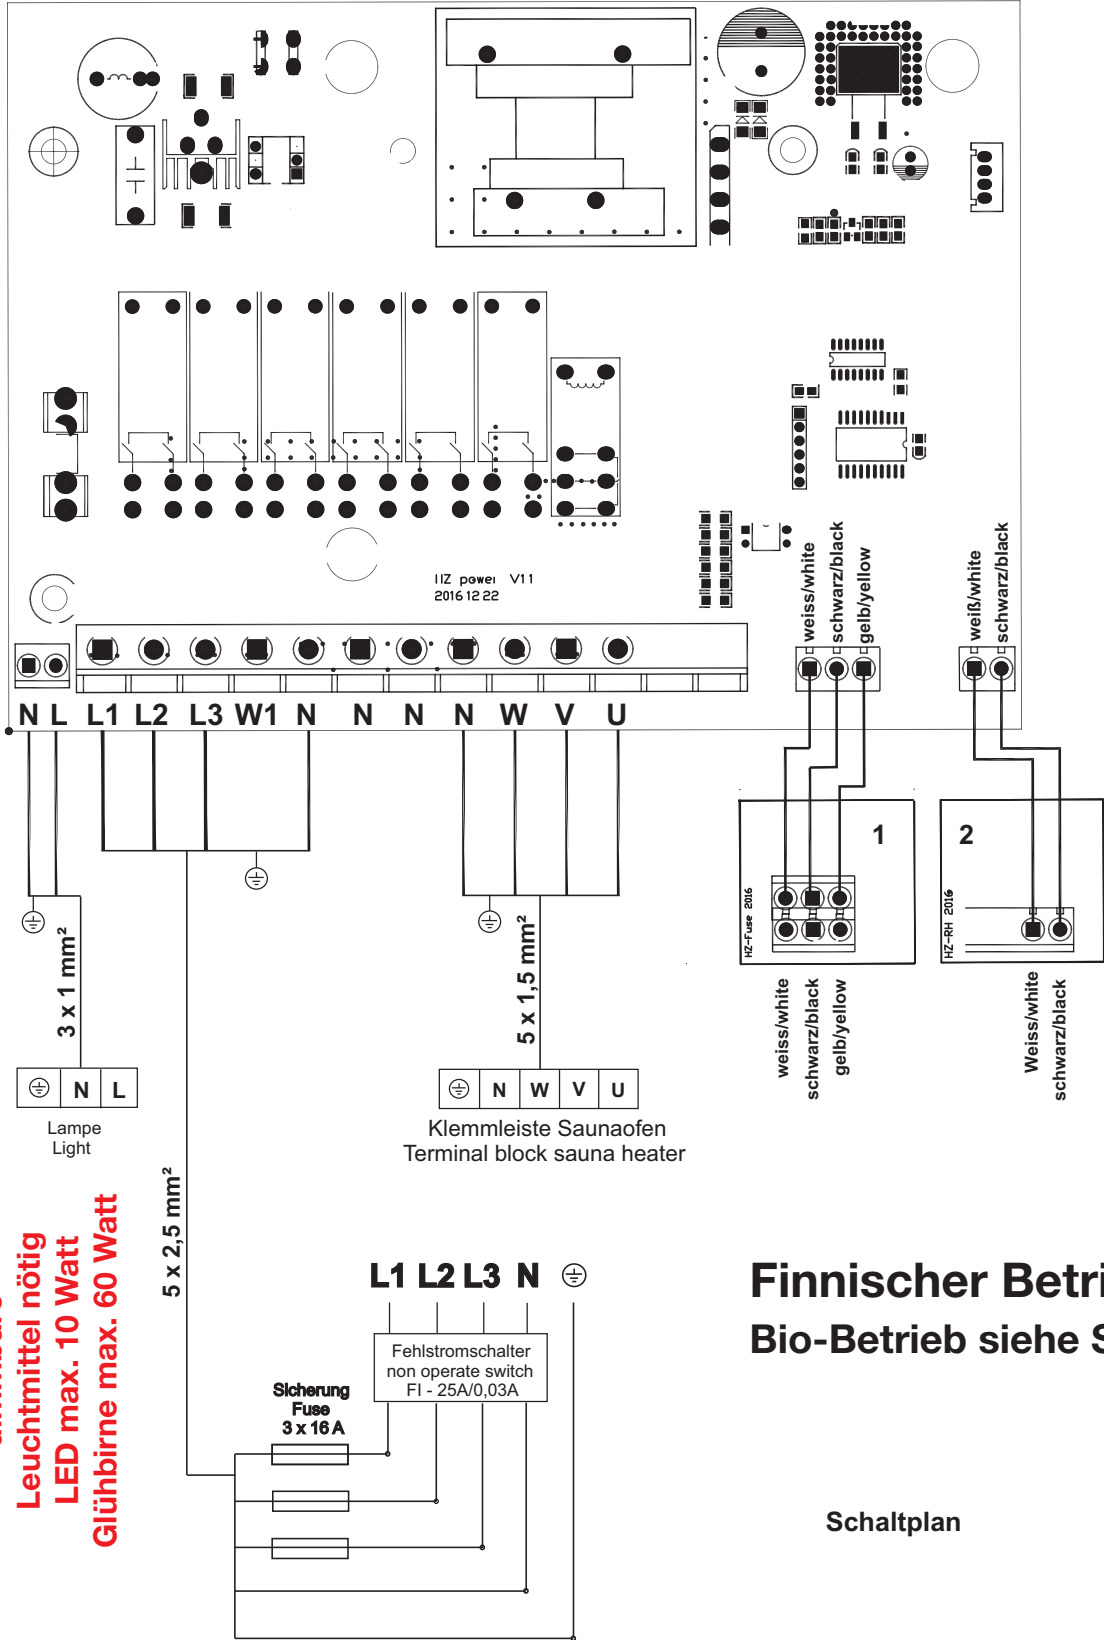 HZ power V1 1
2016 12 22
weiss/white
schwarz/black
gelb/yellow
weiß/white
schwarz/black
N L L1 L2 L3 W1 N N N N W V U
1
2
HZ-Fuse 2016
HZ-RH 2016
weiss/white
schwarz/black
gelb/yellow
Weiss/white
schwarz/black
3 x 1 mm²
5 x 1,5 mm²
N L
Lampe
Light
N W V U
Klemmleiste Saunaofen
Terminal block sauna heater
5 x 2,5 mm²
Leuchtmittel nötig
LED max. 10 Watt
Glühbirne max. 60 Watt
L1 L2 L3 N
Fehlstromschalter
non operate switch
FI - 25A/0,03A
Sicherung
Fuse
3 x 16 A
Finnischer Betri
Bio-Betrieb siehe S
Schaltplan